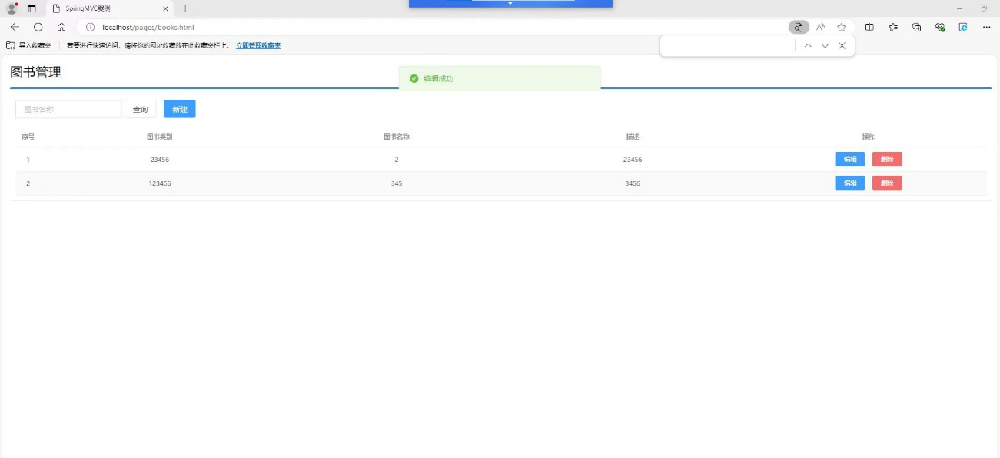 SpringMVC案例
localhost/pages/books.html
导入收藏夹 若要进行快速访问，请将你的网址收藏放在此收藏夹栏上。 立即管理收藏夹
图书管理
编辑成功
图书名称 查询 新建
序号 图书类别 图书名称 描述 操作
1 23456 2 23456 编辑 删除
2 123456 345 3456 编辑 删除